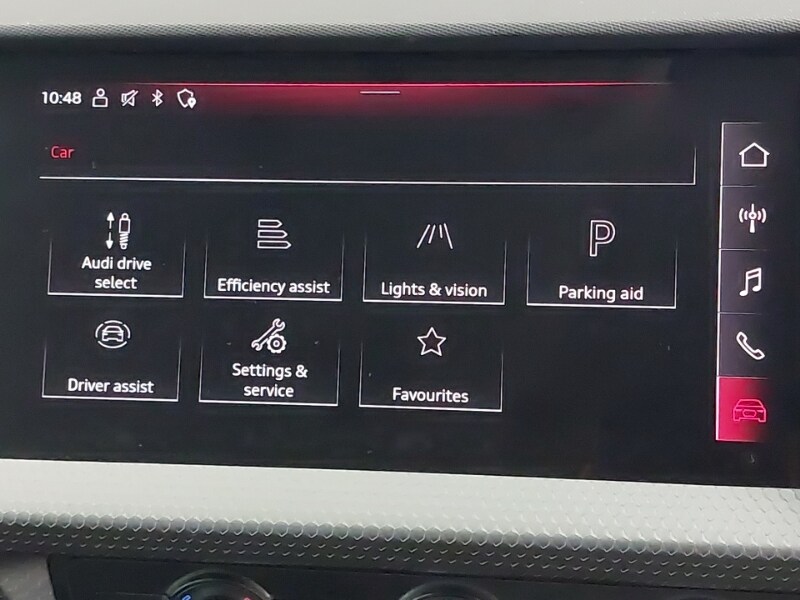 10:48
Car
Audi drive
select
Efficiency assist
Lights & vision
P
Parking aid
Driver assist
Settings &
service
Favourites